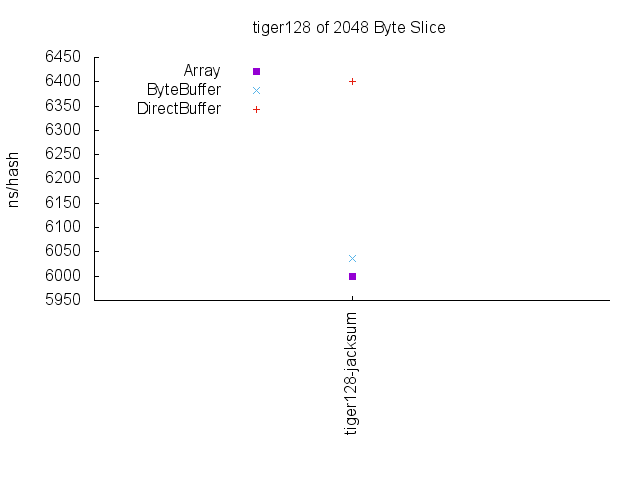 tiger128 of 2048 Byte Slice
ns/hash
6450
6400
6350
6300
6250
6200
6150
6100
6050
6000
5950
Array
ByteBuffer
DirectBuffer
tiger128-jacksum